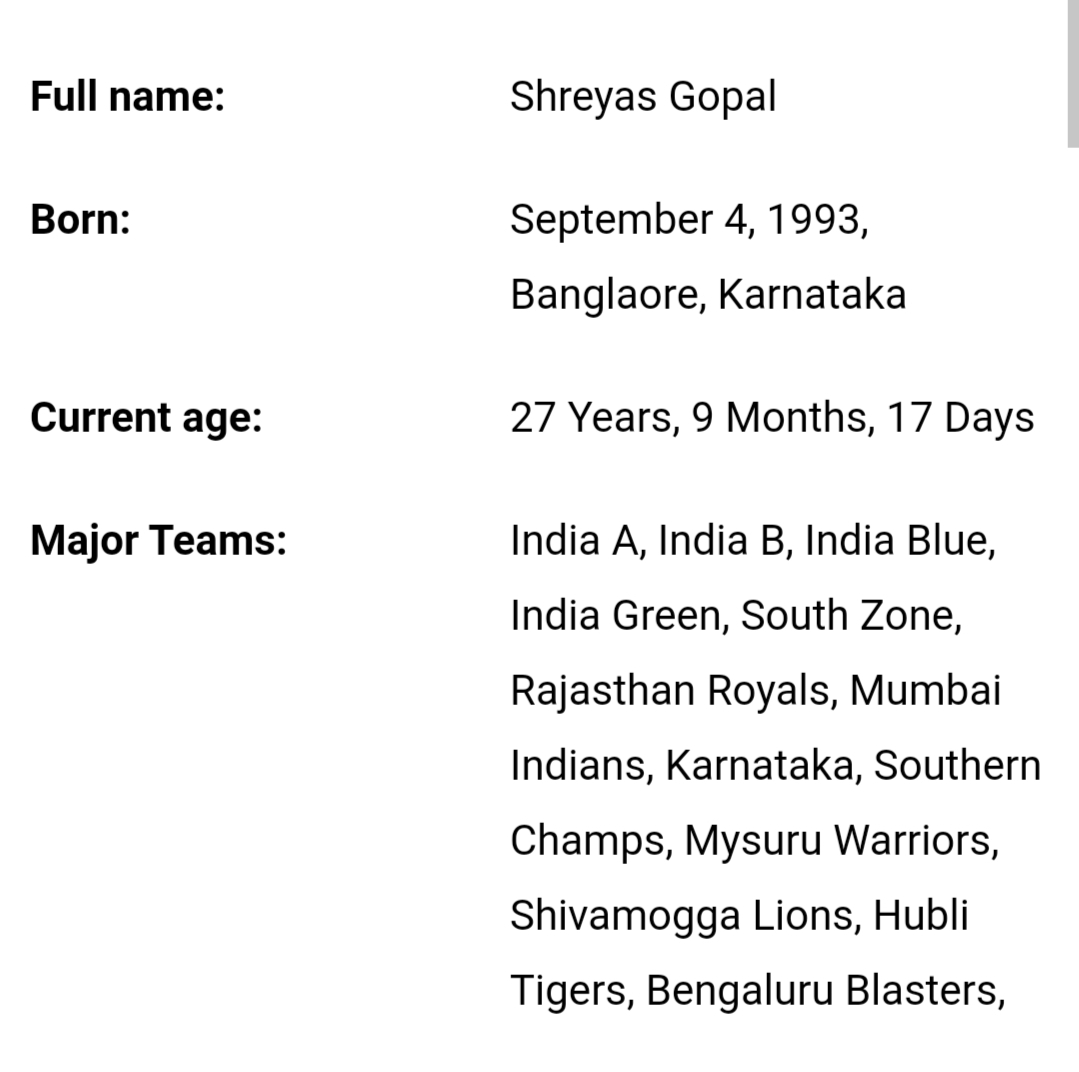 Full name: Shreyas Gopal
Born: September 4, 1993,
Banglaore, Karnataka
Current age: 27 Years, 9 Months, 17 Days
Major Teams: India A, India B, India Blue,
India Green, South Zone,
Rajasthan Royals, Mumbai
Indians, Karnataka, Southern
Champs, Mysuru Warriors,
Shivamogga Lions, Hubli
Tigers, Bengaluru Blasters,